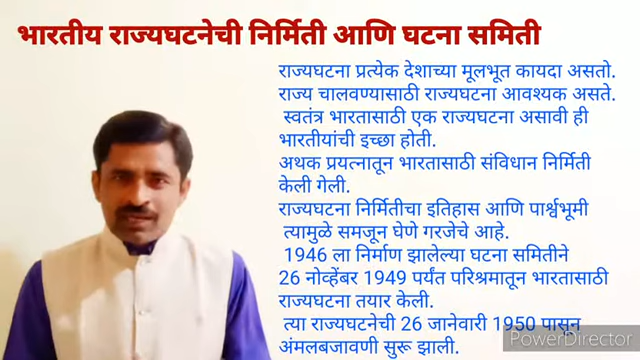 भारतीय राज्यघटनेची निर्मिती आणि घटना समिती
राज्यघटना प्रत्येक देशाच्या मूलभूत कायदा असतो.
राज्य चालवण्यासाठी राज्यघटना आवश्यक असते.
स्वतंत्र भारतासाठी एक राज्यघटना असावी ही
भारतीयांची इच्छा होती.
अथक प्रयत्नातून भारतासाठी संविधान निर्मिती
केली गेली.
राज्यघटना निर्मितीचा इतिहास आणि पार्श्वभूमी
त्यामुळे समजून घेणे गरजेचे आहे.
1946 ला निर्माण झालेल्या घटना समितीने
26 नोव्हेंबर 1949 पर्यंत परिश्रमातून भारतासाठी
राज्यघटना तयार केली.
त्या राज्यघटनेची 26 जानेवारी 1950 पासून
अंमलबजावणी सुरू झाली.
PowerDirector